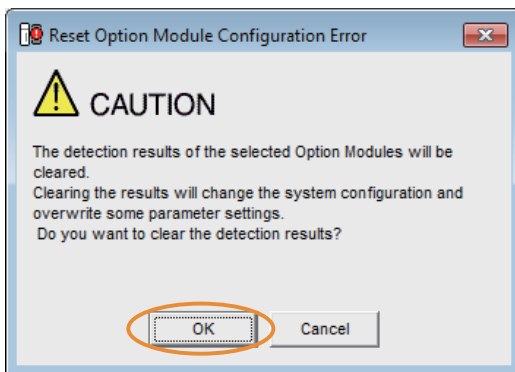 Reset Option Module Configuration Error
CAUTION
The detection results of the selected Option Modules will be
cleared.
Clearing the results will change the system configuration and
overwrite some parameter settings.
Do you want to clear the detection results?
OK Cancel